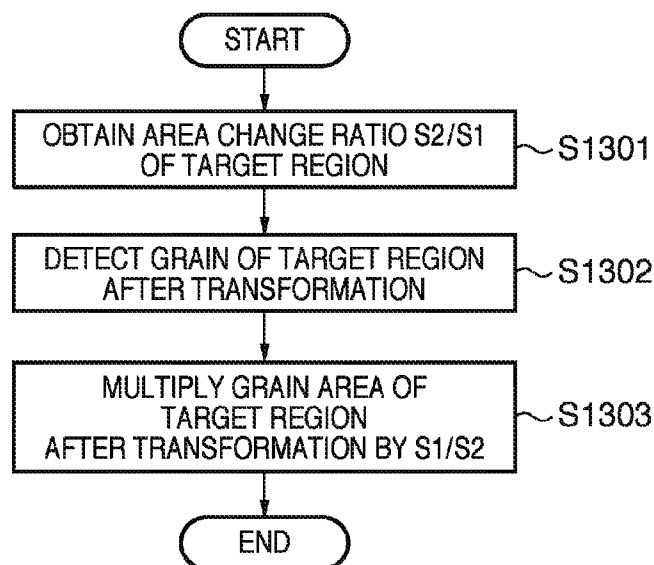 START
OBTAIN AREA CHANGE RATIO S2/S1
OF TARGET REGION
S1301
DETECT GRAIN OF TARGET REGION
AFTER TRANSFORMATION
S1302
MULTIPLY GRAIN AREA OF
TARGET REGION
AFTER TRANSFORMATION BY S1/S2
S1303
END